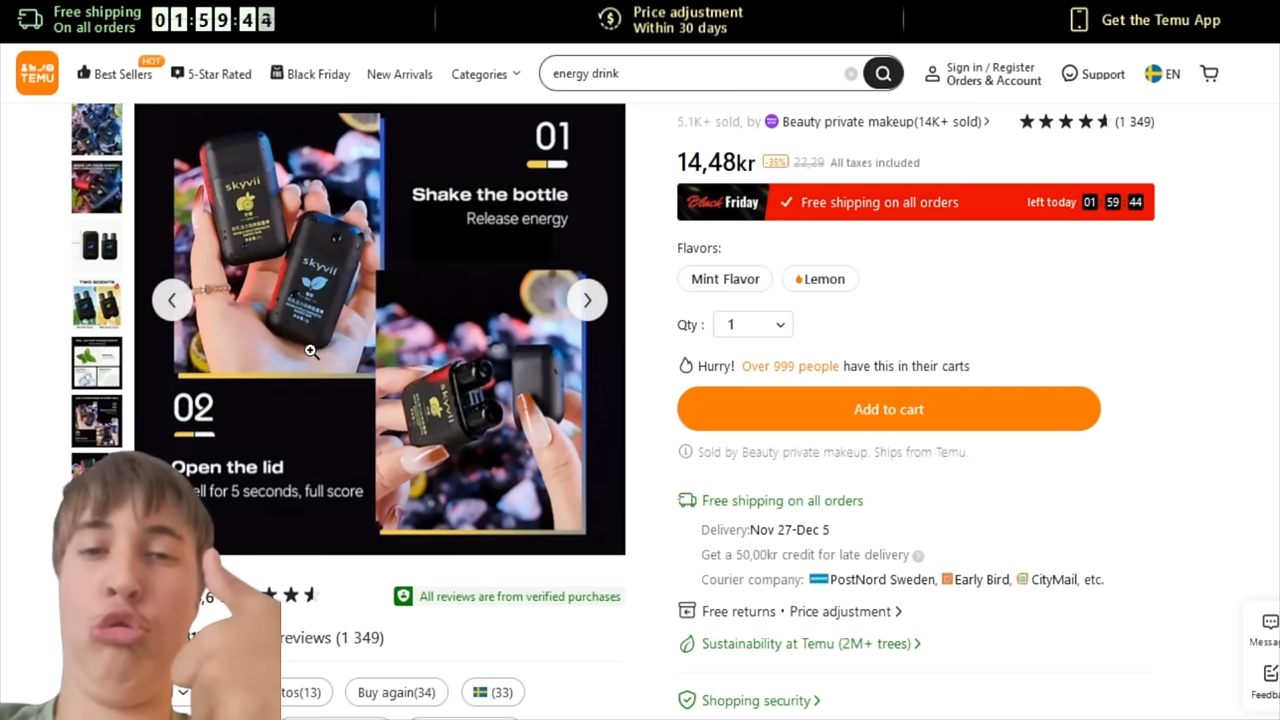 Free shipping
On all orders
01:59:44
Price adjustment
Within 30 days
Get the Temu App
TEMU
Best Sellers
HOT
5-Star Rated
Black Friday
New Arrivals
Categories
energy drink
Sign in / Register
Orders & Account
Support
EN
01
Shake the bottle
Release energy
skyvii
skyvii
skyvii
02
Open the lid
ell for 5 seconds, full score
TWO SCENTS
5.1K+ sold, by Beauty private makeup(14K+ sold)
(1 349)
14,48kr -35% 22,29 All taxes included
Black Friday Free shipping on all orders left today 01 59 44
Flavors:
Mint Flavor
Lemon
Qty : 1
Hurry! Over 999 people have this in their carts
Add to cart
Sold by Beauty private makeup. Ships from Temu.
Free shipping on all orders
Delivery:Nov 27-Dec 5
Get a 50,00kr credit for late delivery
Courier company: PostNord Sweden, Early Bird, CityMail, etc.
Free returns • Price adjustment
Sustainability at Temu (2M+ trees)
Shopping security
All reviews are from verified purchases
reviews (1 349)
tos(13)
Buy again(34)
(33)
Messag
Feedba